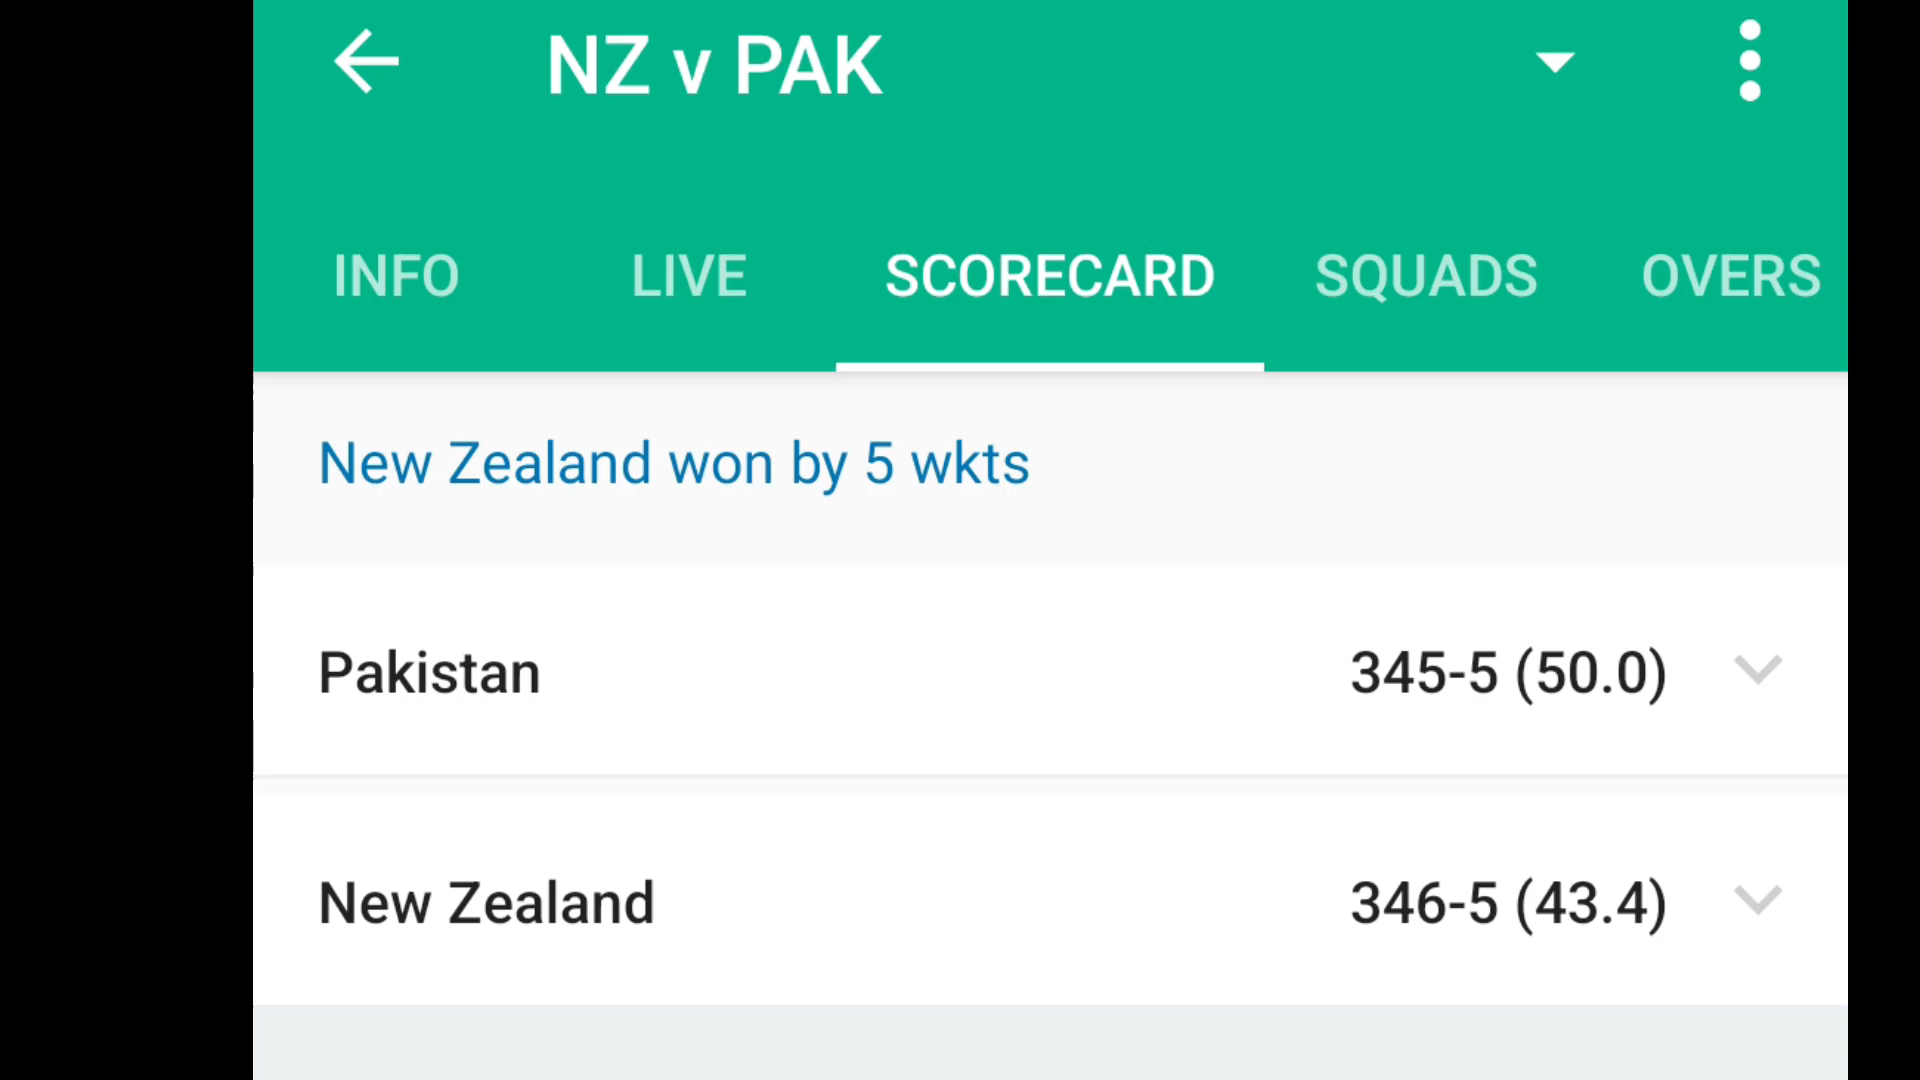 NZ v PAK
INFO LIVE SCORECARD SQUADS OVERS
New Zealand won by 5 wkts
Pakistan 345-5 (50.0)
New Zealand 346-5 (43.4)